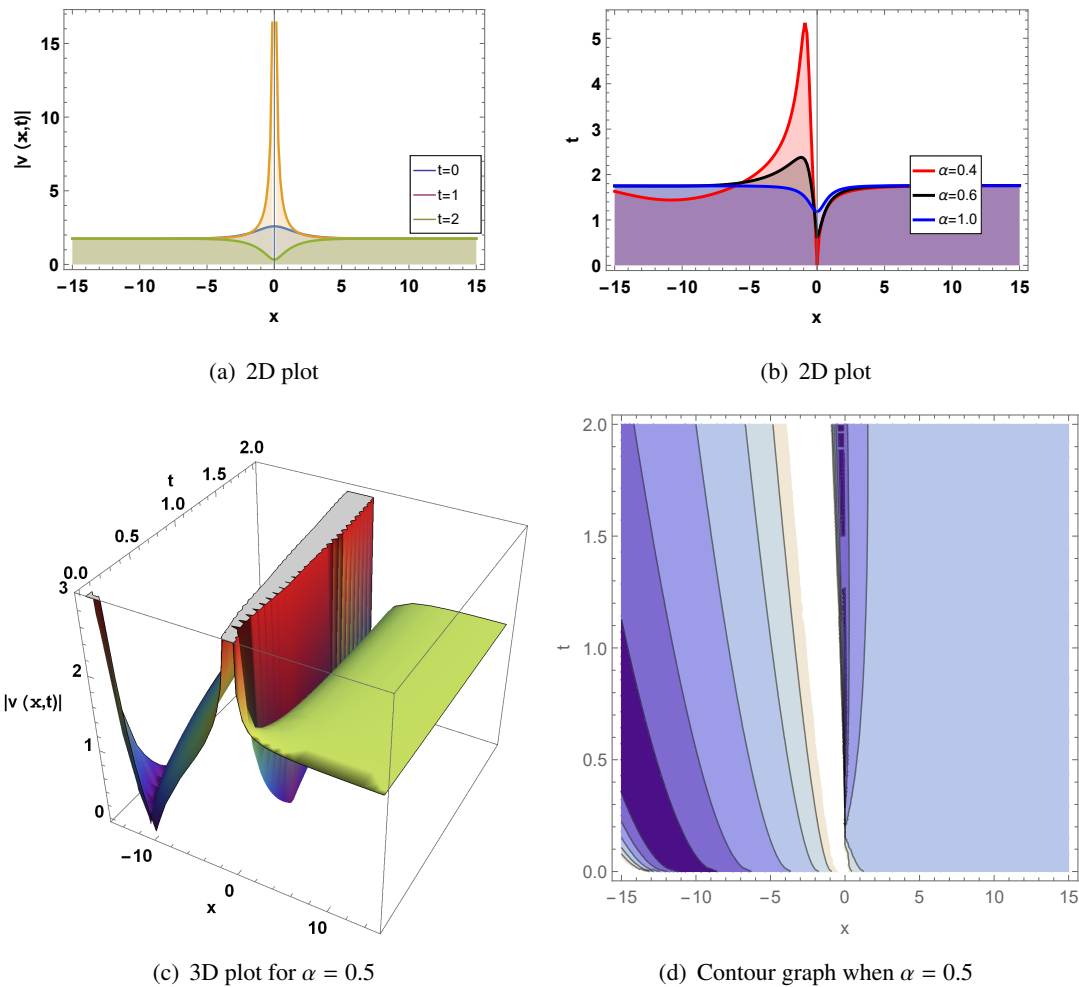 |v (x,t)|
15
10
5
0
−15 −10 −5 0 5 10 15
x
t=0
t=1
t=2
(a) 2D plot
t
5
4
3
2
1
0
−15 −10 −5 0 5 10 15
x
α=0.4
α=0.6
α=1.0
(b) 2D plot
2.0
1.5
t
1.0
0.5
0.0
3
2
|v (x,t)|
1
0
−10
0
x
10
(c) 3D plot for α = 0.5
2.0
1.5
t
1.0
0.5
0.0
−15 −10 −5 0 5 10 15
x
(d) Contour graph when α = 0.5